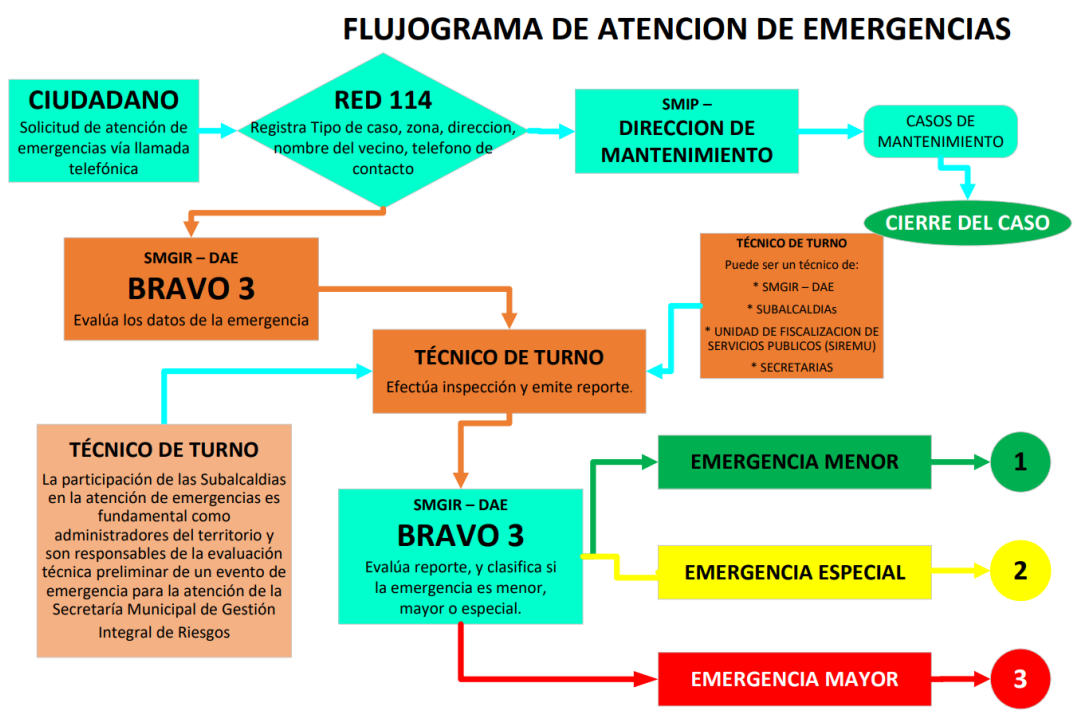 FLUJOGRAMA DE ATENCION DE EMERGENCIAS
CIUDADANO
Solicitud de atención de
emergencias vía llamada
telefónica
RED 114
Registra Tipo de caso, zona, direccion,
nombre del vecino, telefono de
contacto
SMIP –
DIRECCION DE
MANTENIMIENTO
CASOS DE
MANTENIMIENTO
CIERRE DEL CASO
SMGIR – DAE
BRAVO 3
Evalúa los datos de la emergencia
TÉCNICO DE TURNO
Puede ser un técnico de:
* SMGIR – DAE
* SUBALCALDIAs
* UNIDAD DE FISCALIZACION DE
SERVICIOS PUBLICOS (SIREMU)
* SECRETARIAS
TÉCNICO DE TURNO
Efectúa inspección y emite reporte.
TÉCNICO DE TURNO
La participación de las Subalcaldias
en la atención de emergencias es
fundamental como
administradores del territorio y
son responsables de la evaluación
técnica preliminar de un evento de
emergencia para la atención de la
Secretaría Municipal de Gestión
Integral de Riesgos
SMGIR – DAE
BRAVO 3
Evalúa reporte, y clasifica si
la emergencia es menor,
mayor o especial.
EMERGENCIA MENOR
1
EMERGENCIA ESPECIAL
2
EMERGENCIA MAYOR
3